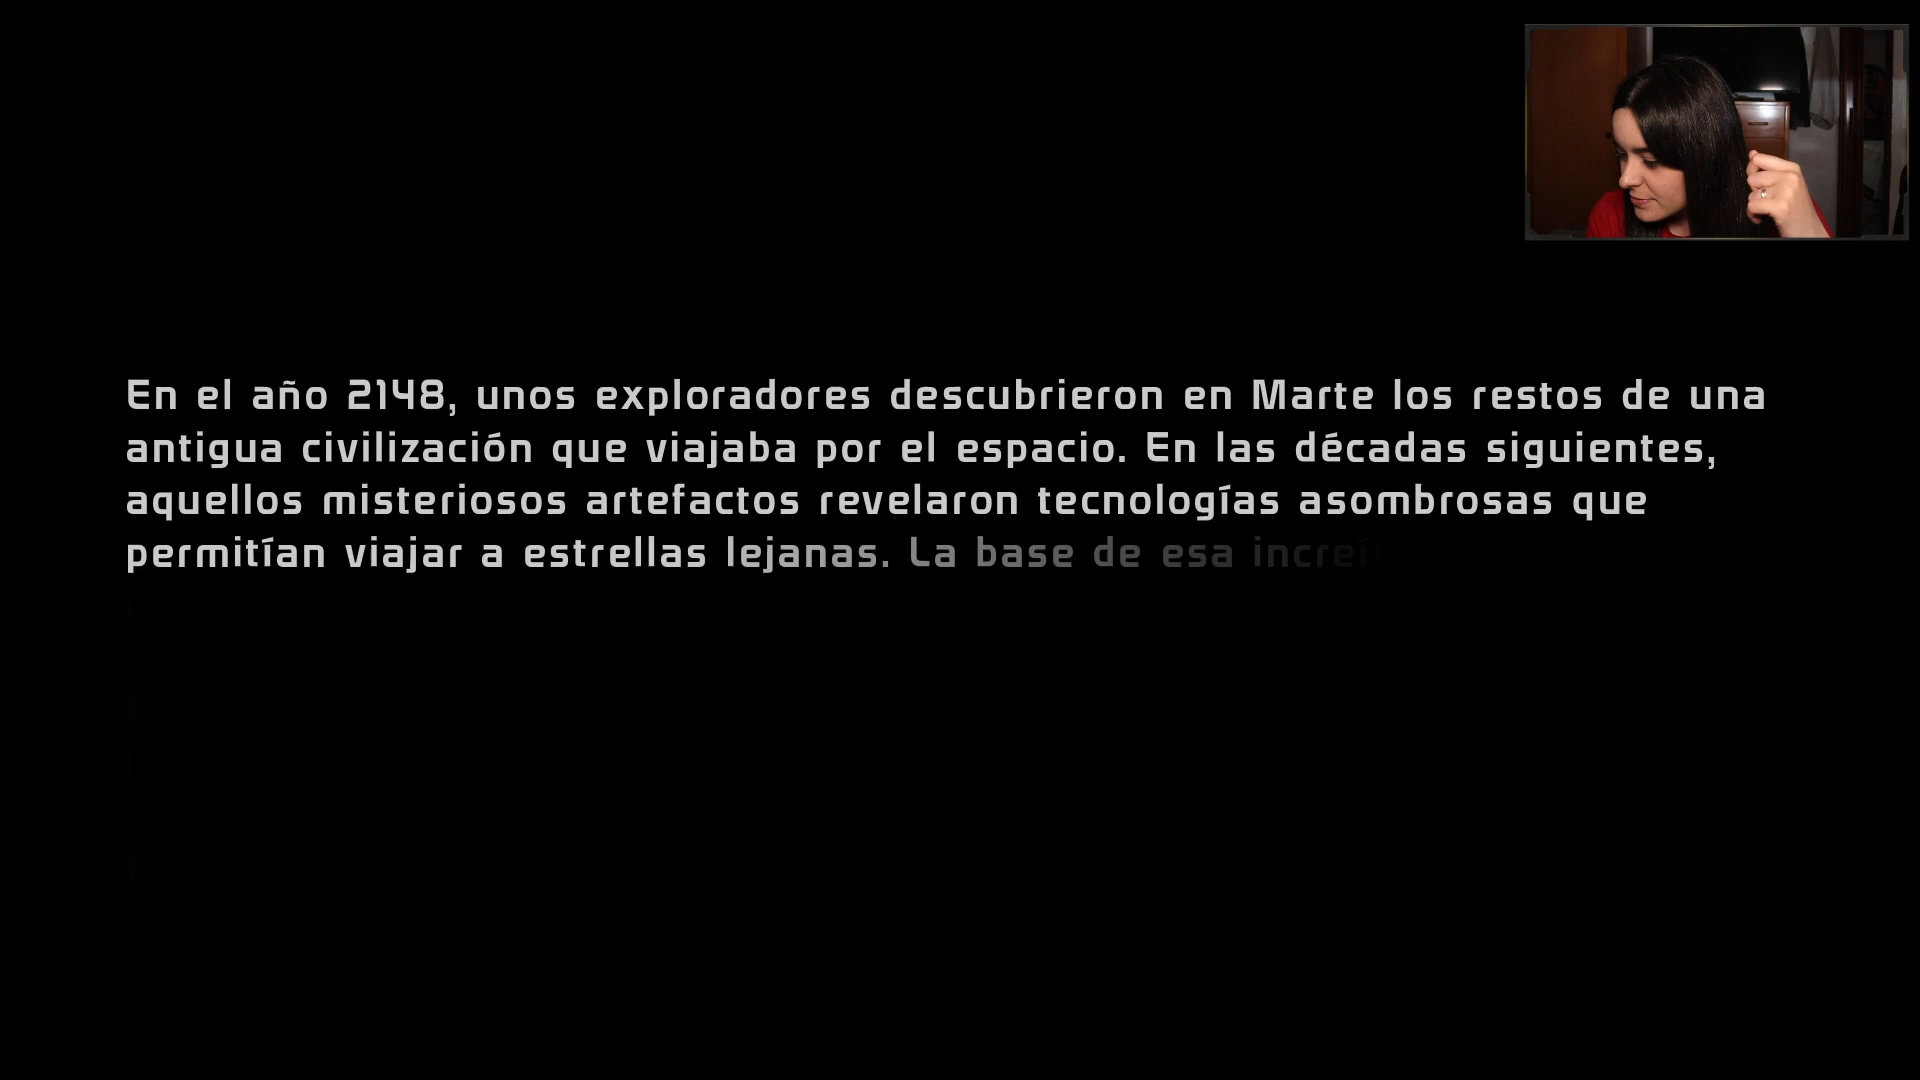 En el año 2148, unos exploradores descubrieron en Marte los restos de una
antigua civilización que viajaba por el espacio. En las décadas siguientes,
aquellos misteriosos artefactos revelaron tecnologías asombrosas que
permitían viajar a estrellas lejanas. La base de esa